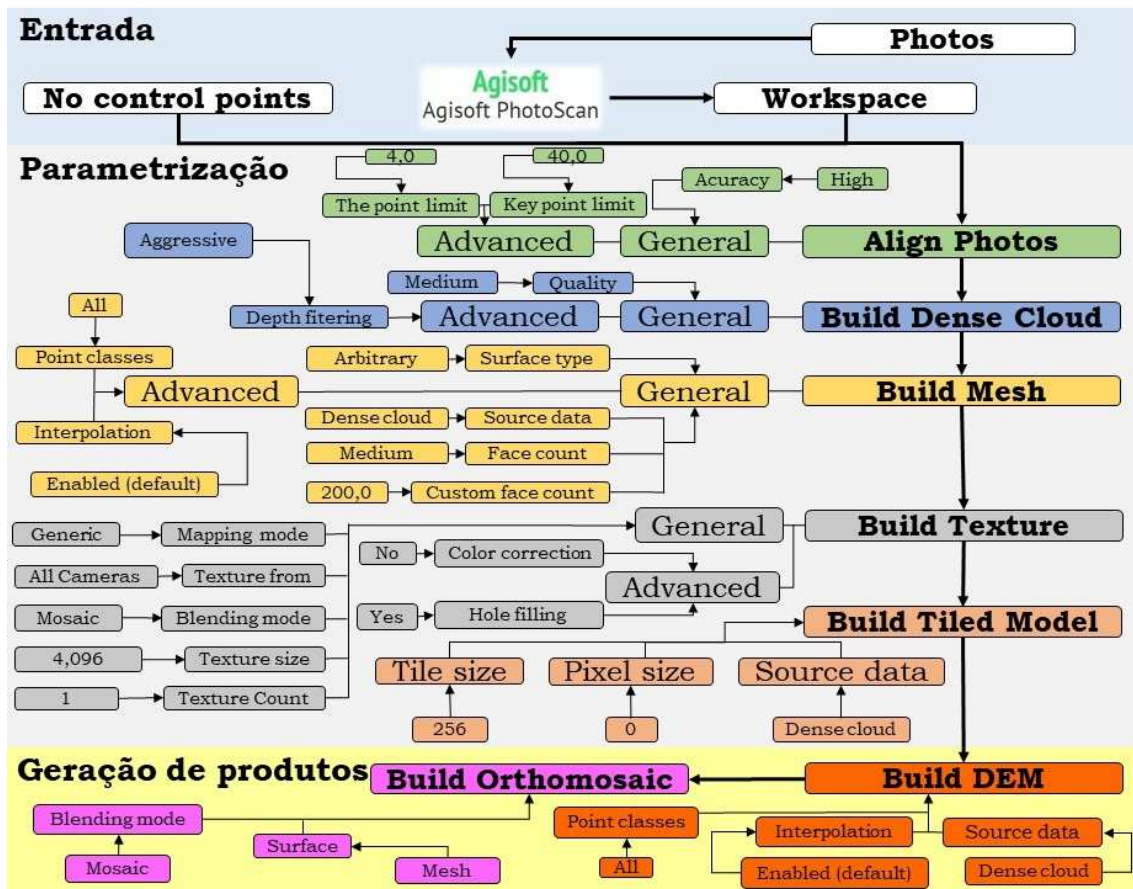 Entrada
Photos
Agisoft
Agisoft PhotoScan
No control points
Workspace
Parametrização
4,0
40,0
Acuracy
High
The point limit
Key point limit
Aggressive
Advanced
General
Align Photos
Medium
Quality
All
Depth fitering
Advanced
General
Build Dense Cloud
Point classes
Arbitrary
Surface type
Advanced
General
Build Mesh
Dense cloud
Source data
Interpolation
Medium
Face count
Enabled (default)
200,0
Custom face count
General
Build Texture
Generic
Mapping mode
No
Color correction
All Cameras
Texture from
Advanced
Mosaic
Blending mode
Yes
Hole filling
Build Tiled Model
4,096
Texture size
Tile size
Pixel size
Source data
1
Texture Count
256
0
Dense cloud
Geração de produtos
Build Orthomosaic
Build DEM
Blending mode
Point classes
Interpolation
Source data
Surface
Mosaic
Mesh
All
Enabled (default)
Dense cloud